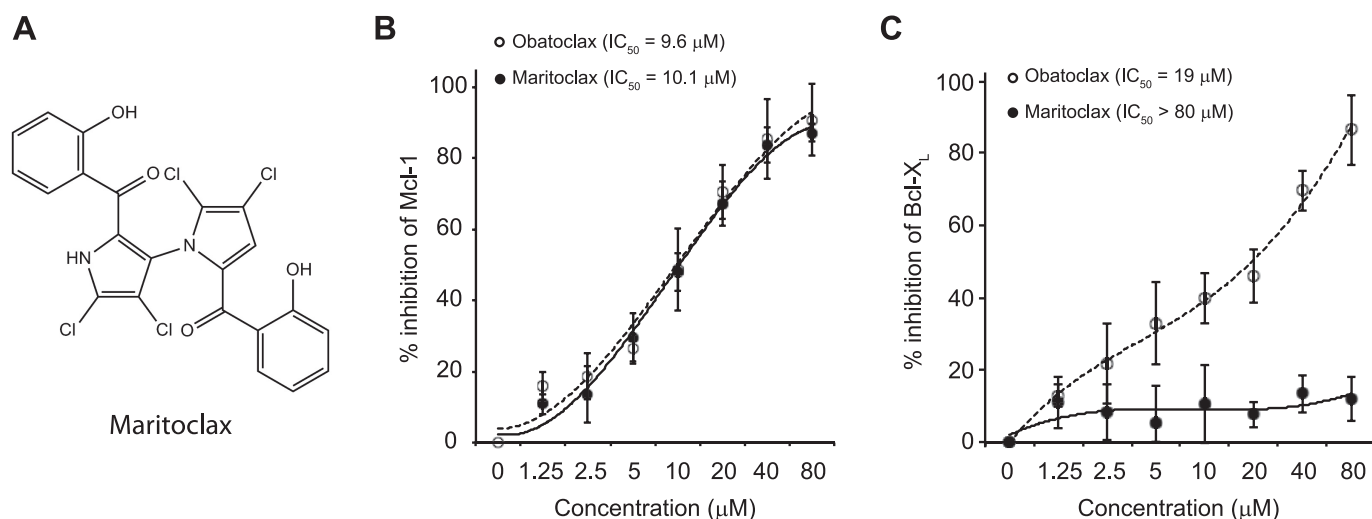 A
OH
O
Cl
Cl
HN
N
OH
Cl
Cl
O
Maritoclax
B
Obatoclax (IC50 = 9.6 μM)
Maritoclax (IC50 = 10.1 μM)
% inhibition of Mcl-1
100
80
60
40
20
0
0 1.25 2.5 5 10 20 40 80
Concentration (μM)
C
Obatoclax (IC50 = 19 μM)
Maritoclax (IC50 > 80 μM)
% inhibition of Bcl-XL
100
80
60
40
20
0
0 1.25 2.5 5 10 20 40 80
Concentration (μM)